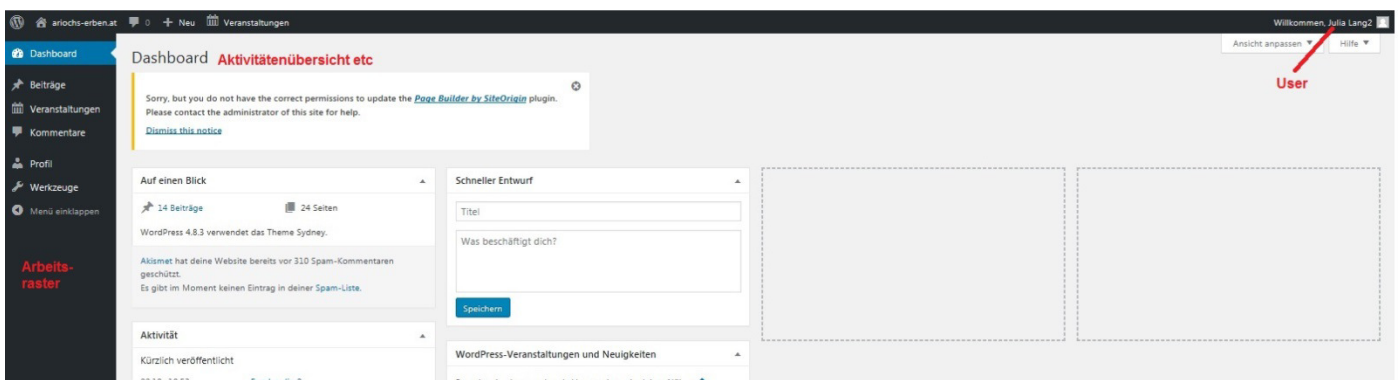 ariochs-erben.at 0 Neu Veranstaltungen Willkommen, Julia Lang2
Dashboard
Beiträge
Veranstaltungen
Kommentare
Profil
Werkzeuge
Menü einklappen
Arbeits-
raster
Ansicht anpassen Hilfe
User
Dashboard Aktivitätenübersicht etc
Sorry, but you do not have the correct permissions to update the Page Builder by SiteOrigin plugin.
Please contact the administrator of this site for help.
Dismiss this notice
Auf einen Blick
14 Beiträge 24 Seiten
WordPress 4.8.3 verwendet das Theme Sydney.
Akismet hat deine Website bereits vor 310 Spam-Kommentaren
geschützt.
Es gibt im Moment keinen Eintrag in deiner Spam-Liste.
Aktivität
Kürzlich veröffentlicht
Schneller Entwurf
Titel
Was beschäftigt dich?
Speichern
WordPress-Veranstaltungen und Neuigkeiten